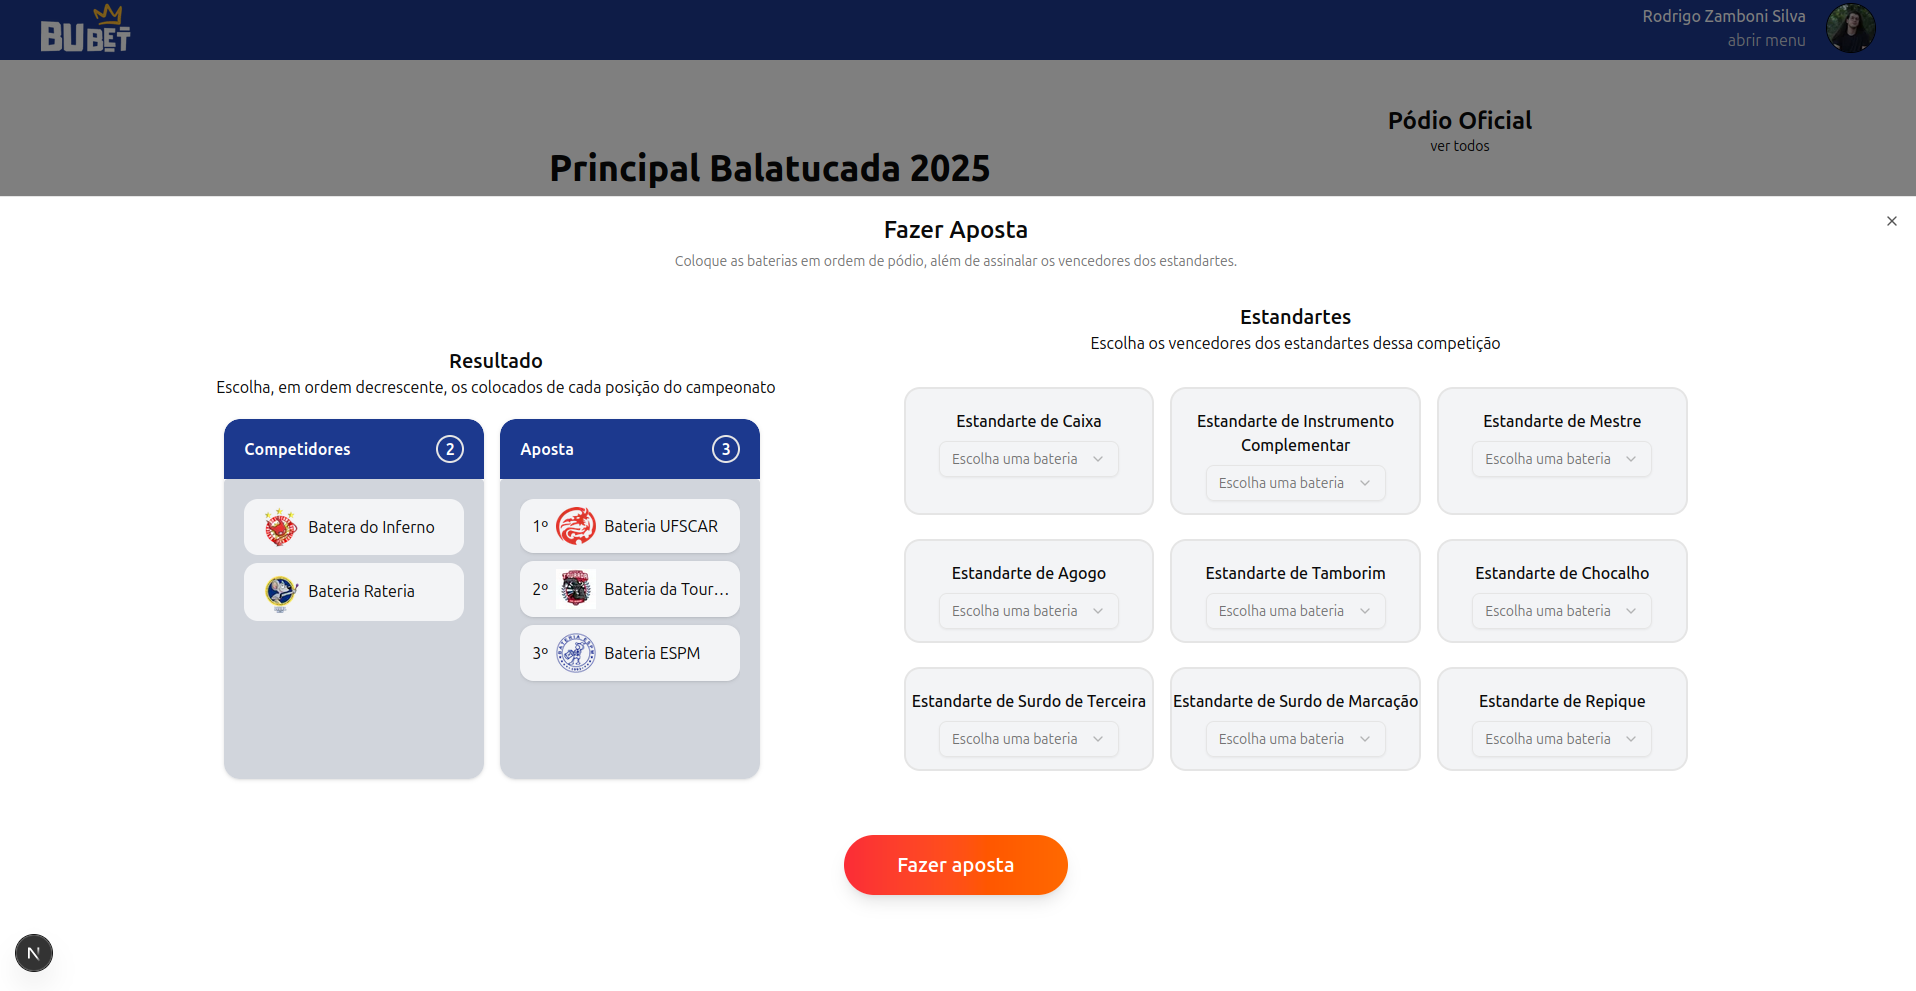 BUBET
Rodrigo Zamboni Silva
abrir menu
Pódio Oficial
ver todos
Principal Balatucada 2025
Fazer Aposta
Coloque as baterias em ordem de pódio, além de assinalar os vencedores dos estandartes.
Resultado
Escolha, em ordem decrescente, os colocados de cada posição do campeonato
Competidores 2
Batera do Inferno
Bateria Rateria
Aposta 3
1º Bateria UFSCAR
2º Bateria da Tour...
3º BATERIA ESPM Bateria ESPM
Estandartes
Escolha os vencedores dos estandartes dessa competição
Estandarte de Caixa
Escolha uma bateria
Estandarte de Instrumento
Complementar
Escolha uma bateria
Estandarte de Mestre
Escolha uma bateria
Estandarte de Agogo
Escolha uma bateria
Estandarte de Tamborim
Escolha uma bateria
Estandarte de Chocalho
Escolha uma bateria
Estandarte de Surdo de Terceira
Escolha uma bateria
Estandarte de Surdo de Marcação
Escolha uma bateria
Estandarte de Repique
Escolha uma bateria
Fazer aposta
N